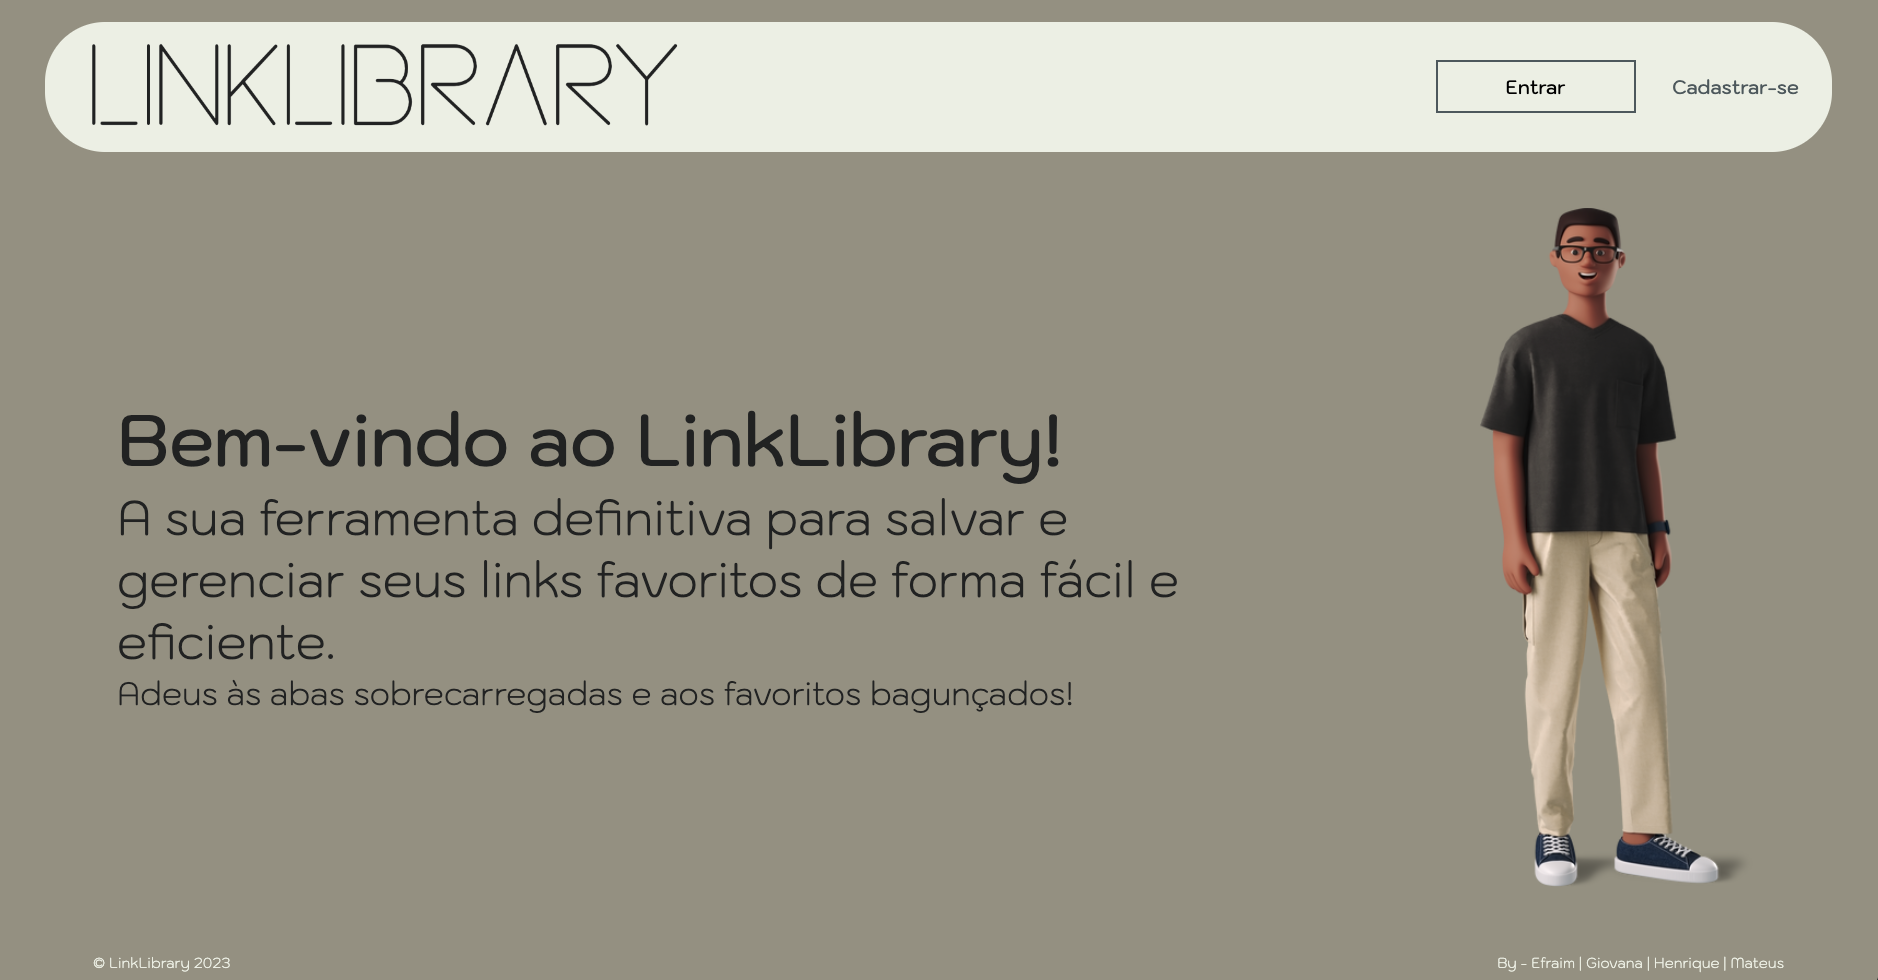 LINKLIBRARY
Entrar
Cadastrar-se
Bem-vindo ao LinkLibrary!
A sua ferramenta definitiva para salvar e
gerenciar seus links favoritos de forma fácil e
eficiente.
Adeus às abas sobrecarregadas e aos favoritos bagunçados!
© LinkLibrary 2023
By - Efraim | Giovana | Henrique | Mateus